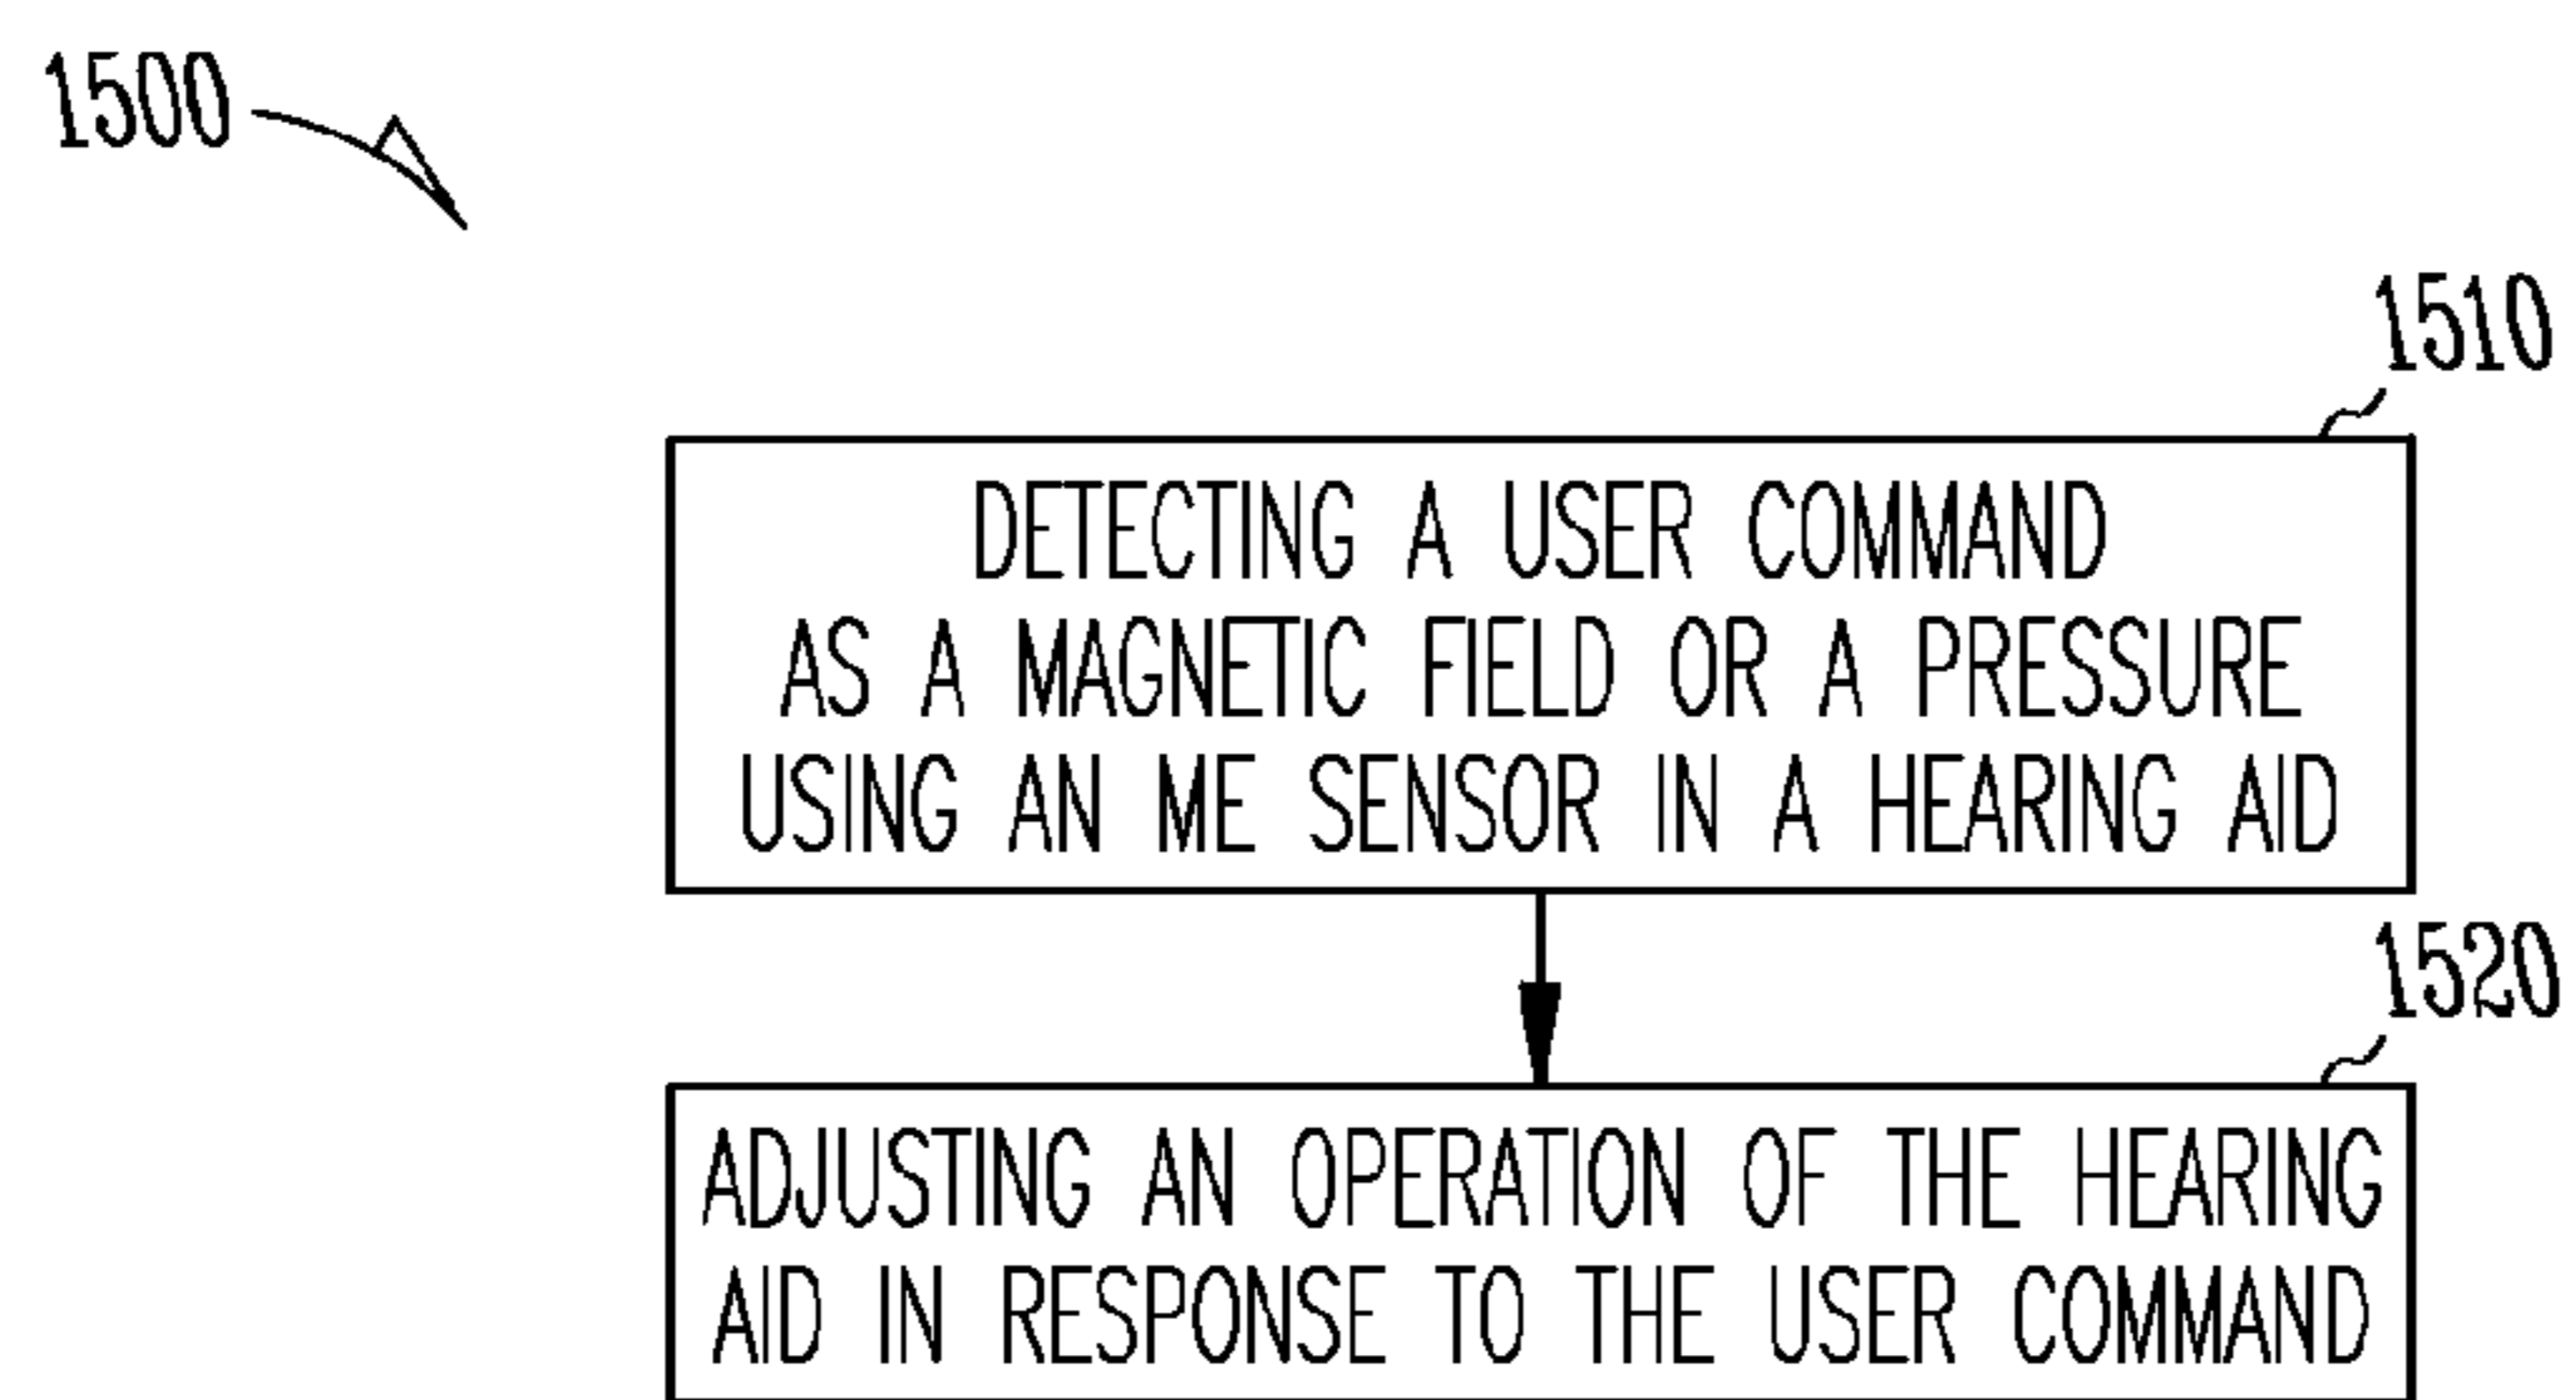 1500
1510
DETECTING A USER COMMAND
AS A MAGNETIC FIELD OR A PRESSURE
USING AN ME SENSOR IN A HEARING AID
1520
ADJUSTING AN OPERATION OF THE HEARING
AID IN RESPONSE TO THE USER COMMAND